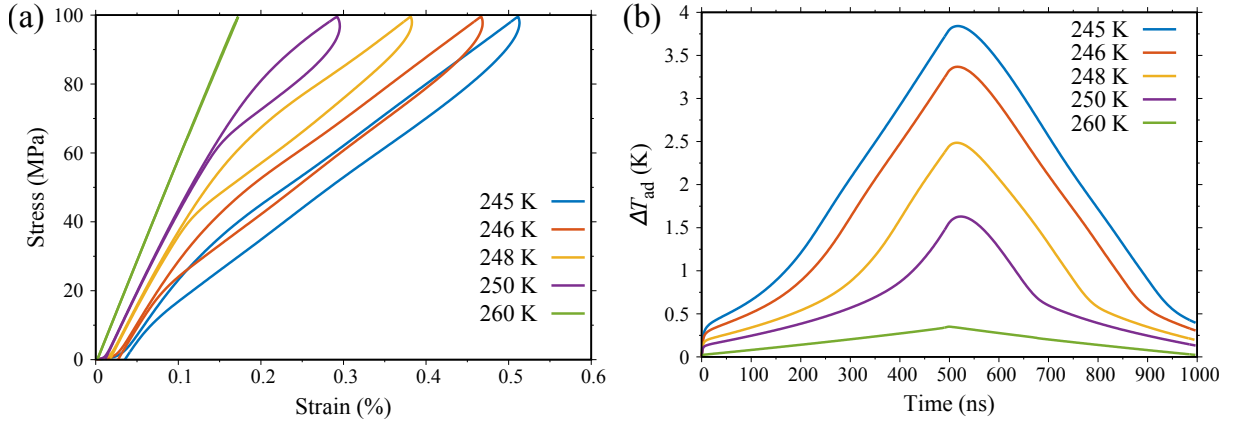 (a)
100
80
60
40
20
0
Stress (MPa)
245 K
246 K
248 K
250 K
260 K
0 0.1 0.2 0.3 0.4 0.5 0.6
Strain (%)
(b)
4
3.5
3
2.5
2
1.5
1
0.5
0
ΔTad (K)
245 K
246 K
248 K
250 K
260 K
0 100 200 300 400 500 600 700 800 900 1000
Time (ns)